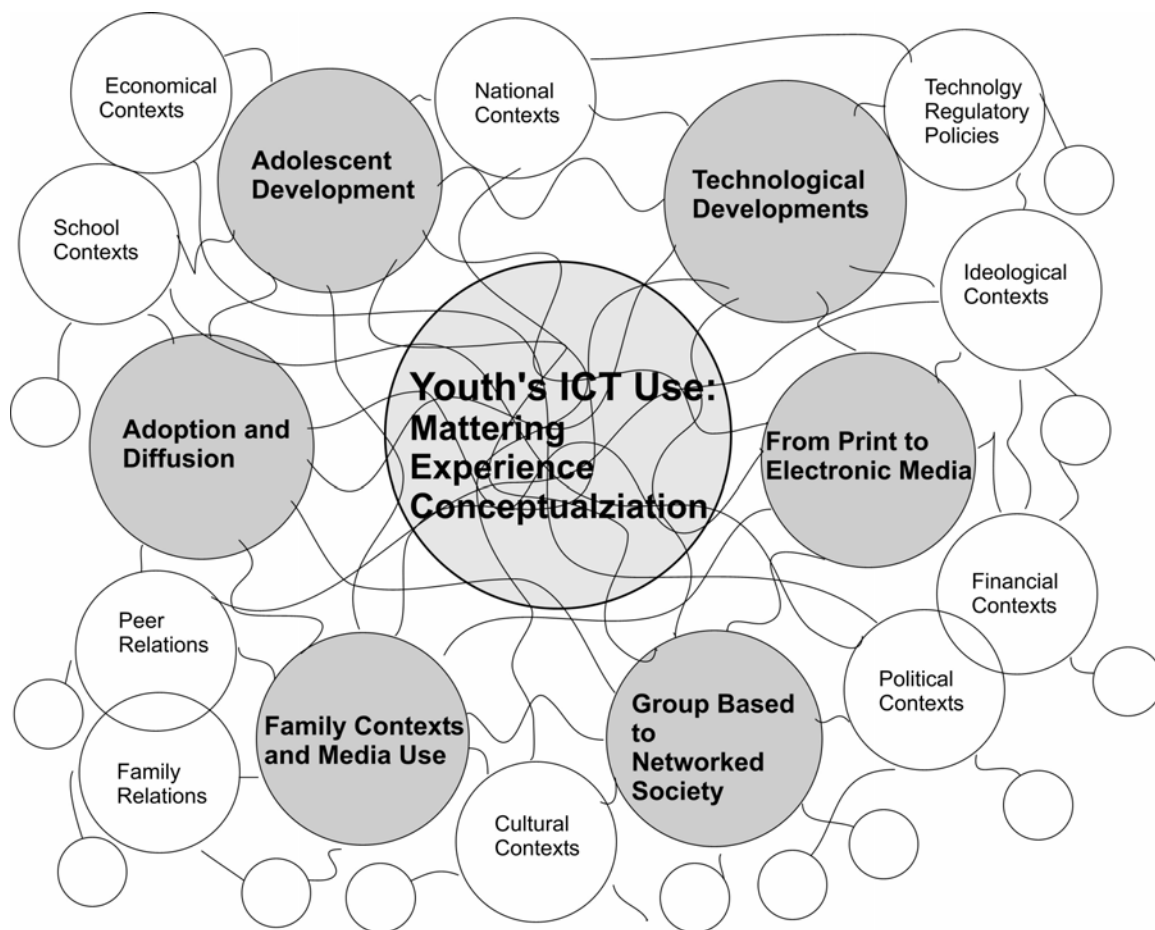 Economical
Contexts
National
Contexts
Technolgy
Regulatory
Policies
Adolescent
Development
Technological
Developments
School
Contexts
Ideological
Contexts
Youth's ICT Use:
Mattering
Experience
Conceptualziation
Adoption and
Diffusion
From Print to
Electronic Media
Peer
Relations
Financial
Contexts
Family Contexts
and Media Use
Group Based
to
Networked
Society
Political
Contexts
Family
Relations
Cultural
Contexts